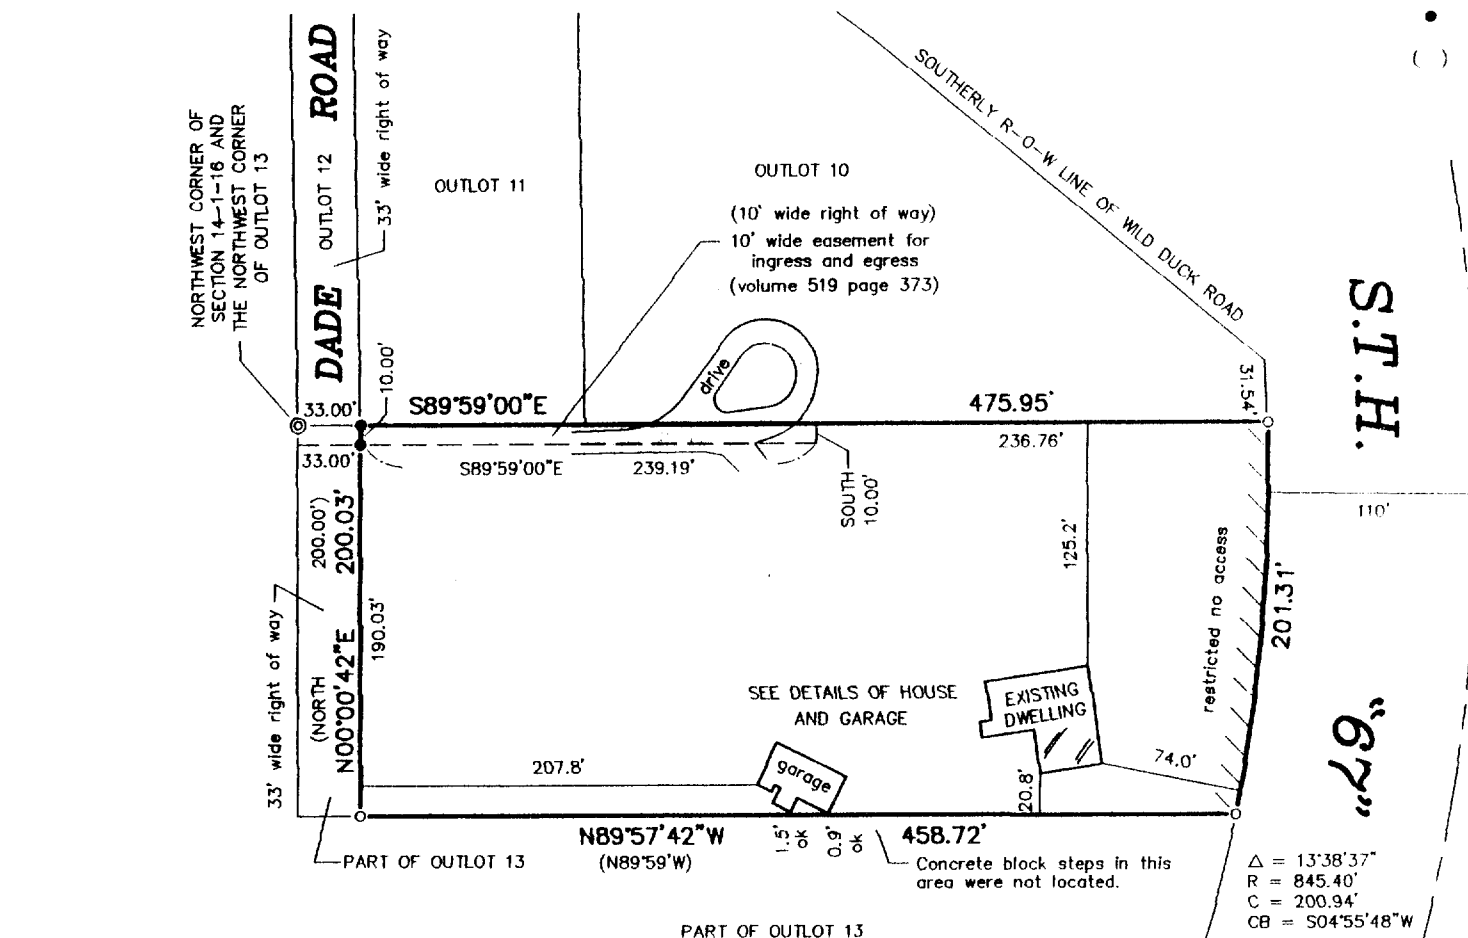 DADE ROAD
OUTLOT 12
33' wide right of way
NORTHWEST CORNER OF
SECTION 14-1-16 AND
THE NORTHWEST CORNER
OF OUTLOT 13
OUTLOT 11
OUTLOT 10
(10' wide right of way)
10' wide easement for
ingress and egress
(volume 519 page 373)
SOUTHERLY R-O-W LINE OF WILD DUCK ROAD
( )
S.T.H.
"67"
drive
10.00'
33.00'
S89°59'00"E
475.95'
31.54'
33.00'
S89°59'00"E
239.19'
236.76'
SOUTH
10.00'
110'
(NORTH 200.00')
N00°00'42"E 200.03'
190.03'
33' wide right of way
125.2'
restricted no access
201.31'
SEE DETAILS OF HOUSE
AND GARAGE
EXISTING
DWELLING
garage
207.8'
74.0'
20.8'
N89°57'42"W
458.72'
(N89°59'W)
1.5'
ok
0.9'
ok
PART OF OUTLOT 13
Concrete block steps in this
area were not located.
Δ = 13°38'37"
R = 845.40'
C = 200.94'
CB = S04°55'48"W
PART OF OUTLOT 13